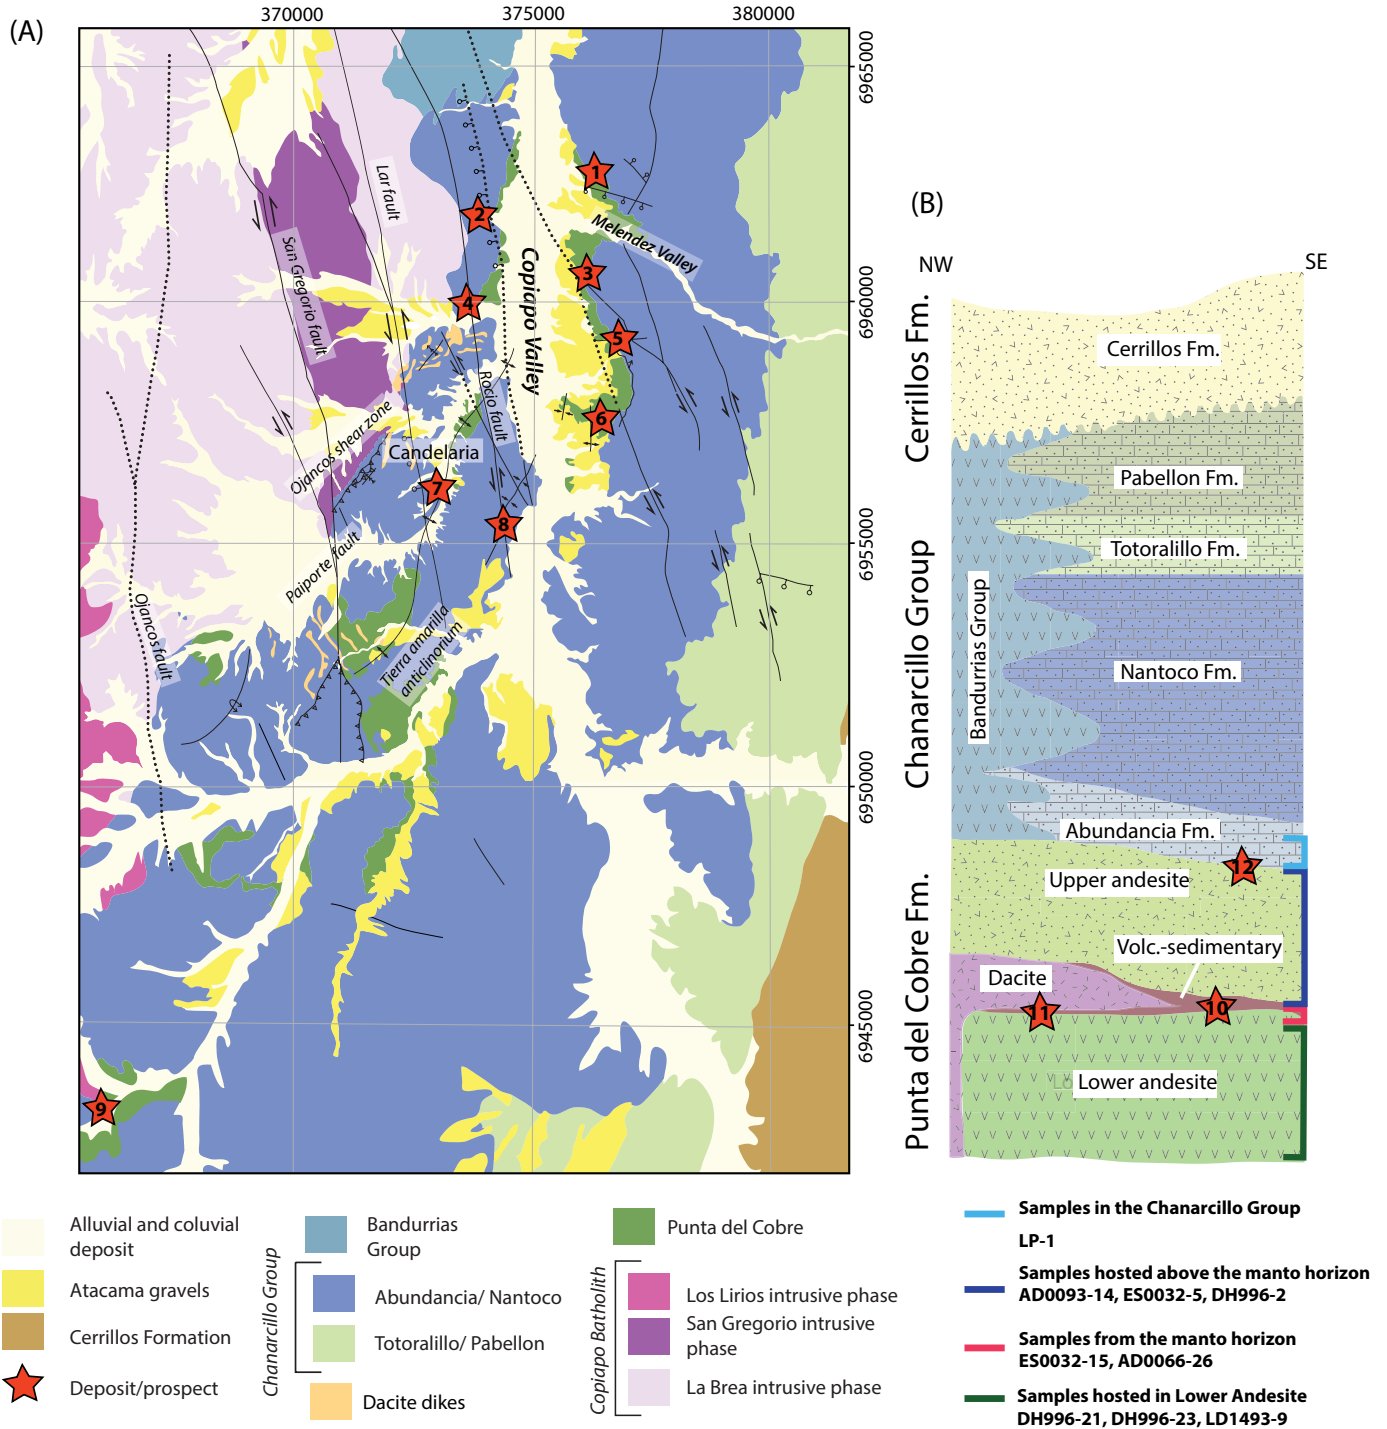 (A)
370000
375000
380000
6965000
6960000
6955000
6950000
6945000
San Gregorio fault
Lar fault
Copiapo Valley
Melendez Valley
1
2
3
4
5
6
Rocio fault
Ojancos shear zone
Candelaria
7
8
Paiporte fault
Ojancos fault
Tierra amarilla
anticlinorium
9
(B)
NW
SE
Cerrillos Fm.
Chanarcillo Group
Punta del Cobre Fm.
Cerrillos Fm.
Pabellon Fm.
Totoralillo Fm.
Bandurrias Group
Nantoco Fm.
Abundancia Fm.
12
Upper andesite
Volc.-sedimentary
Dacite
11
10
Lo Lower andesite
Alluvial and coluvial
deposit
Atacama gravels
Cerrillos Formation
Deposit/prospect
Bandurrias
Group
Chanarcillo Group
Abundancia/ Nantoco
Totoralillo/ Pabellon
Dacite dikes
Punta del Cobre
Copiapo Batholith
Los Lirios intrusive phase
San Gregorio intrusive
phase
La Brea intrusive phase
Samples in the Chanarcillo Group
LP-1
Samples hosted above the manto horizon
AD0093-14, ES0032-5, DH996-2
Samples from the manto horizon
ES0032-15, AD0066-26
Samples hosted in Lower Andesite
DH996-21, DH996-23, LD1493-9